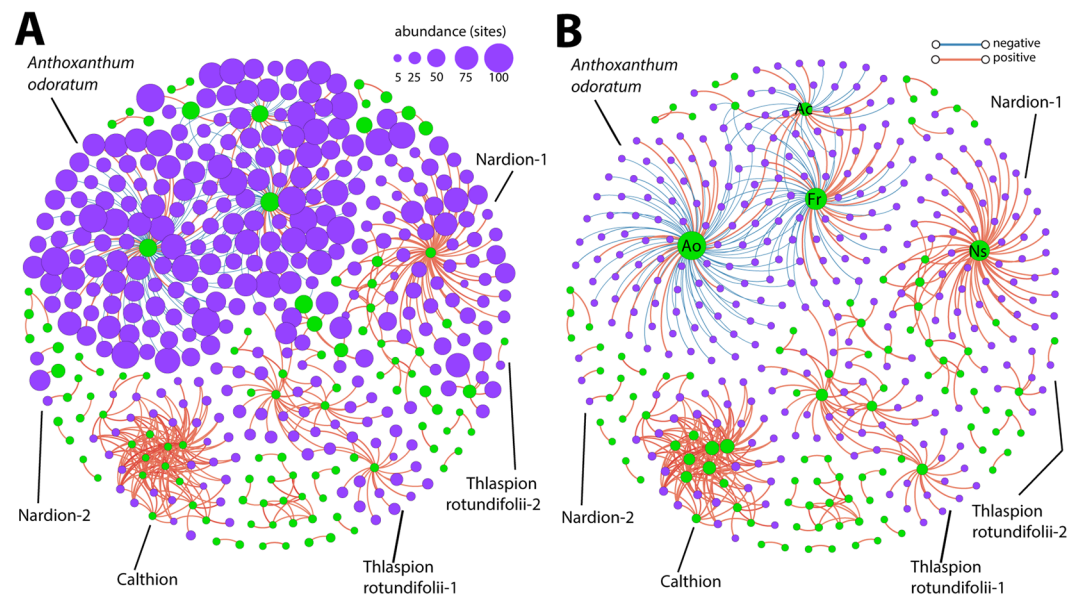 A
Anthoxanthum
odoratum
abundance (sites)
5 25 50 75 100
Nardion-1
Nardion-2
Calthion
Thlaspion
rotundifolii-1
Thlaspion
rotundifolii-2
B
Anthoxanthum
odoratum
negative
positive
Nardion-1
Ac
Fr
Ao
Ns
Nardion-2
Calthion
Thlaspion
rotundifolii-1
Thlaspion
rotundifolii-2